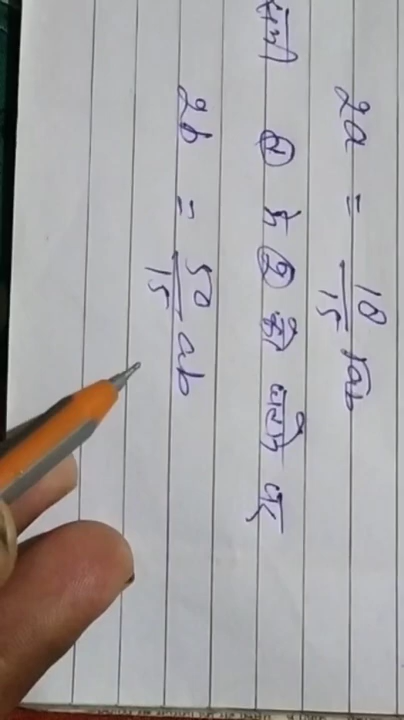 2a = 10/15 √ab
समी ① मे ② को घटाने पर
2b = 50/15 ab